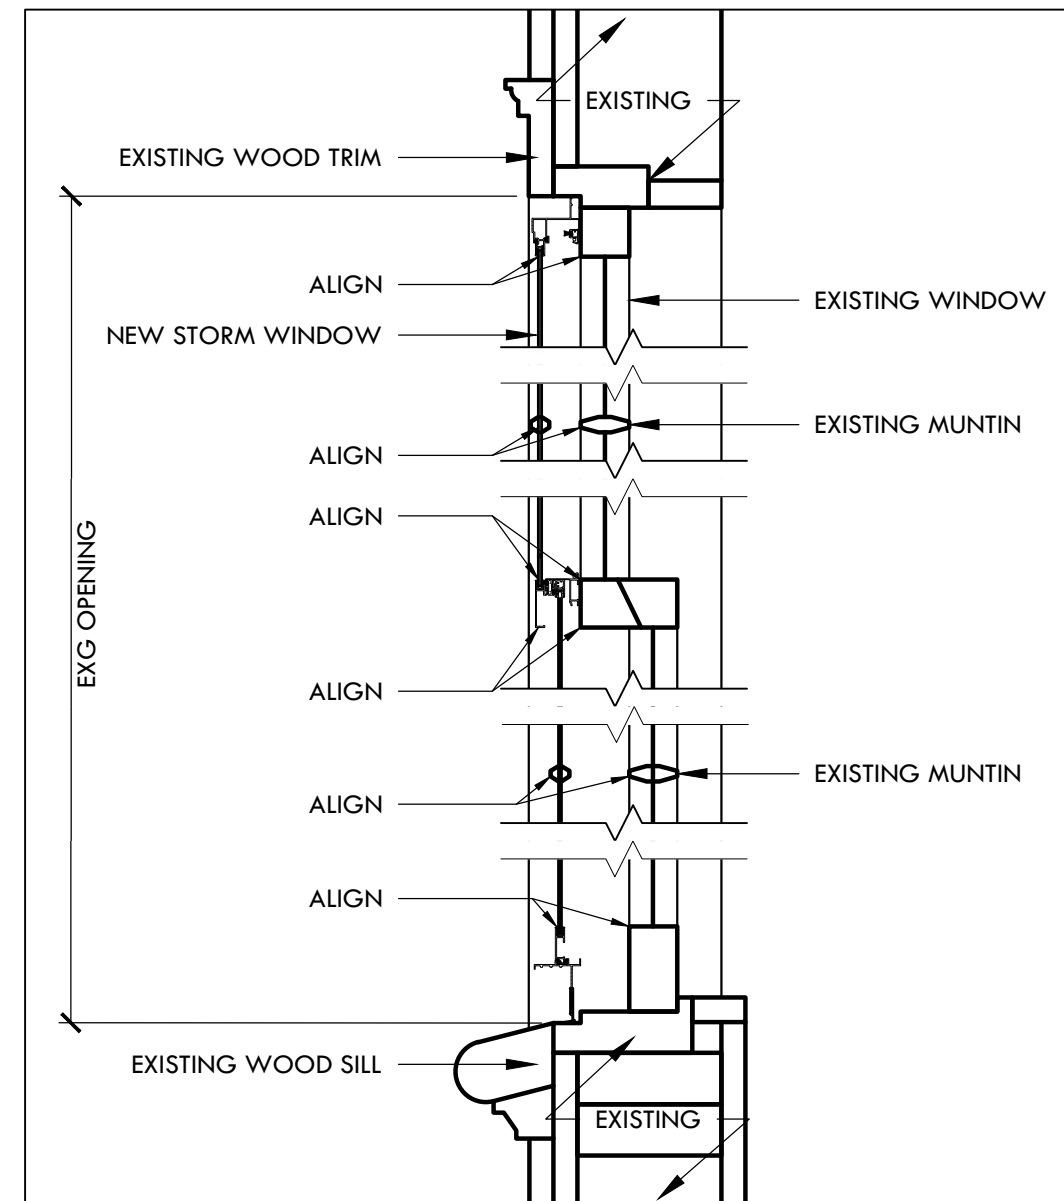 EXISTING
EXISTING WOOD TRIM
ALIGN
EXISTING WINDOW
NEW STORM WINDOW
EXISTING MUNTIN
ALIGN
ALIGN
EXG OPENING
ALIGN
EXISTING MUNTIN
ALIGN
ALIGN
EXISTING WOOD SILL
EXISTING